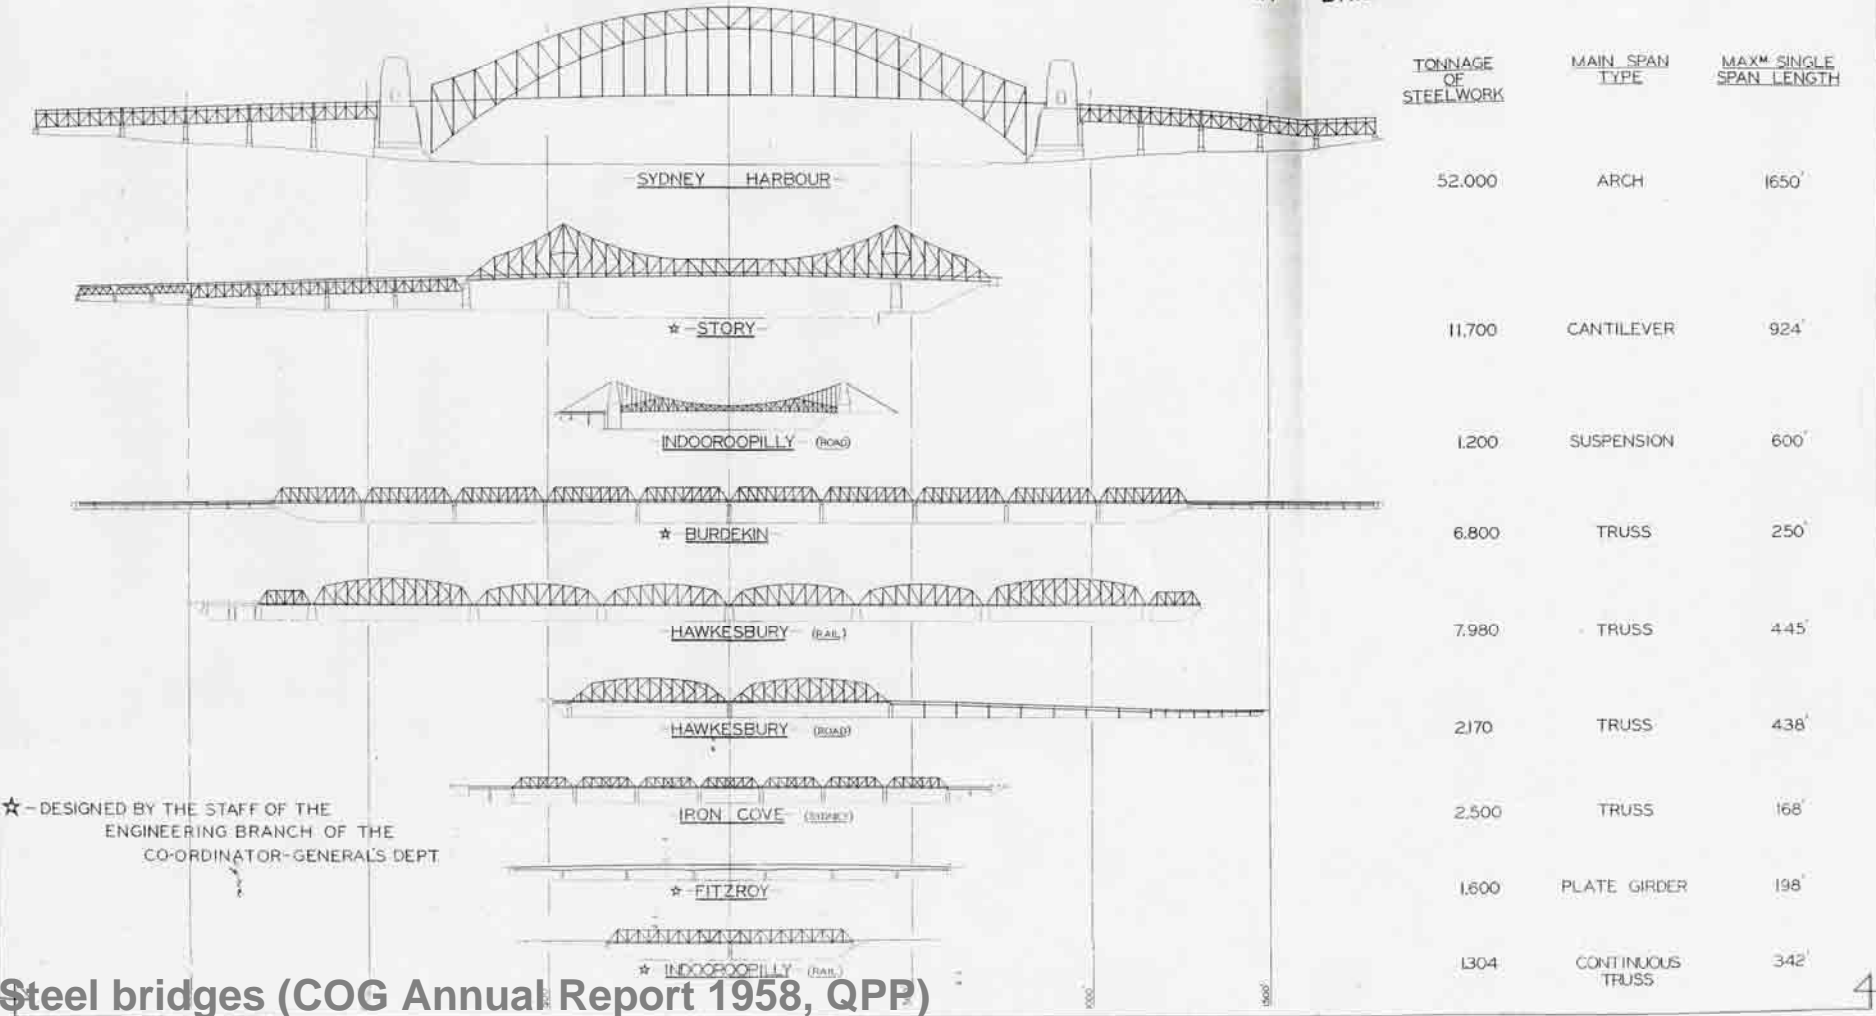 TONNAGE OF STEELWORK MAIN SPAN TYPE MAXᴹ SINGLE SPAN LENGTH
SYDNEY HARBOUR 52.000 ARCH 1650'
☆ - STORY - 11,700 CANTILEVER 924'
INDOOROOPILLY (ROAD) 1.200 SUSPENSION 600'
☆ BURDEKIN 6.800 TRUSS 250'
HAWKESBURY (RAIL) 7.980 TRUSS 445'
HAWKESBURY (ROAD) 2,170 TRUSS 438'
IRON COVE (SYDNEY) 2,500 TRUSS 168'
☆ - DESIGNED BY THE STAFF OF THE
ENGINEERING BRANCH OF THE
CO-ORDINATOR-GENERAL'S DEPT
☆ - FITZROY 1.600 PLATE GIRDER 198'
☆ INDOOROOPILLY (RAIL) 1.304 CONTINUOUS TRUSS 342'
Steel bridges (COG Annual Report 1958, QPP)